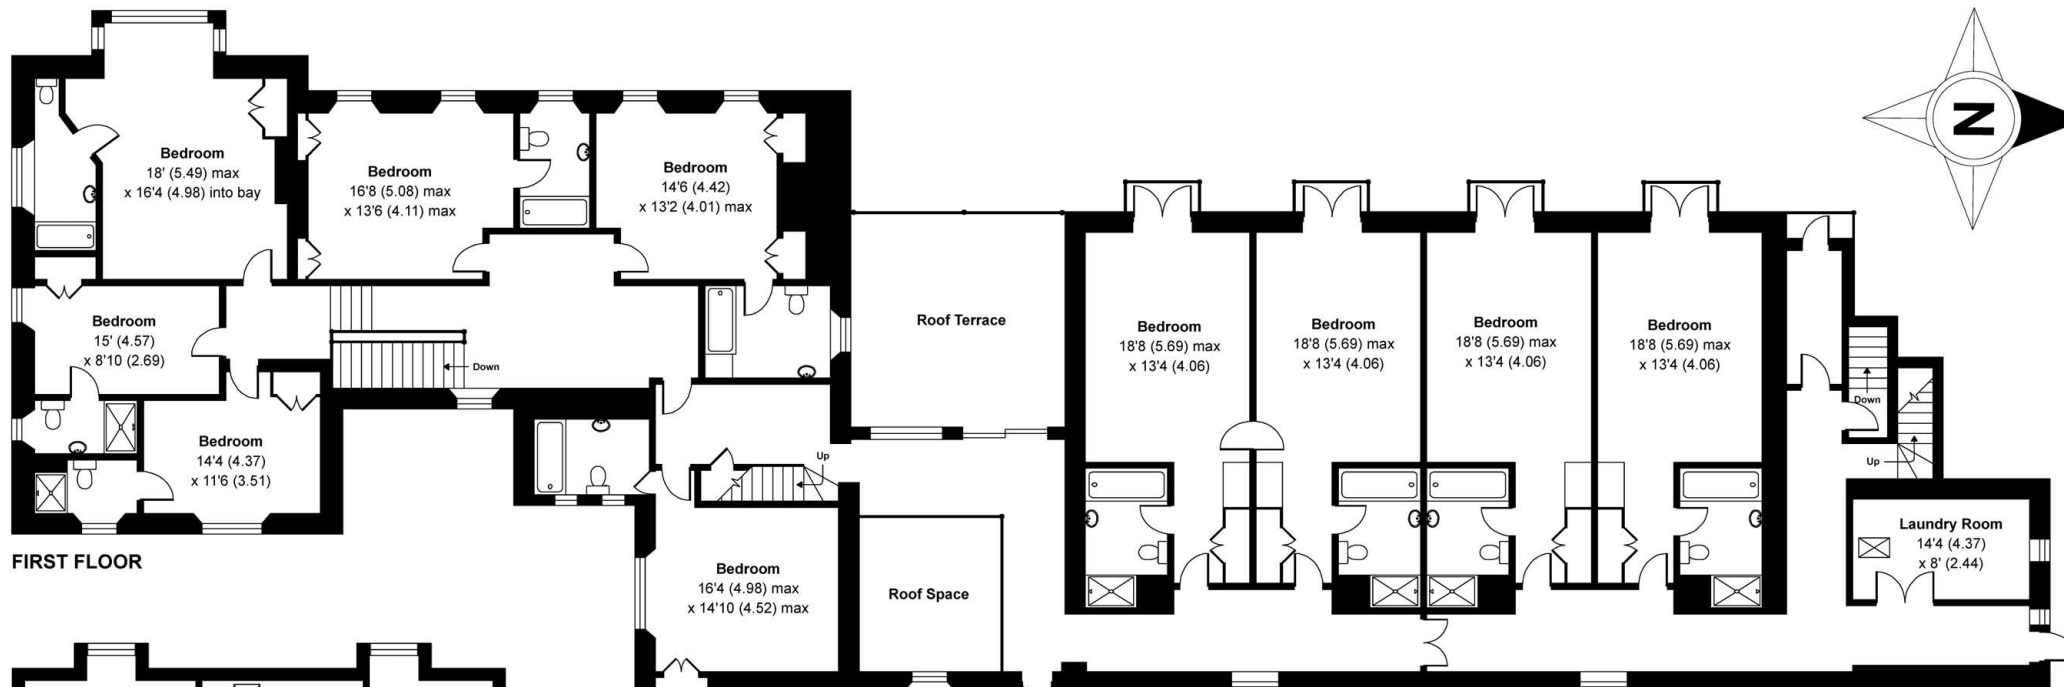 Bedroom
18' (5.49) max
x 16'4 (4.98) into bay
Bedroom
16'8 (5.08) max
x 13'6 (4.11) max
Bedroom
14'6 (4.42)
x 13'2 (4.01) max
N
Bedroom
15' (4.57)
x 8'10 (2.69)
Down
Roof Terrace
Bedroom
18'8 (5.69) max
x 13'4 (4.06)
Bedroom
18'8 (5.69) max
x 13'4 (4.06)
Bedroom
18'8 (5.69) max
x 13'4 (4.06)
Bedroom
18'8 (5.69) max
x 13'4 (4.06)
Down
Up
Bedroom
14'4 (4.37)
x 11'6 (3.51)
Up
Laundry Room
14'4 (4.37)
x 8' (2.44)
FIRST FLOOR
Bedroom
16'4 (4.98) max
x 14'10 (4.52) max
Roof Space